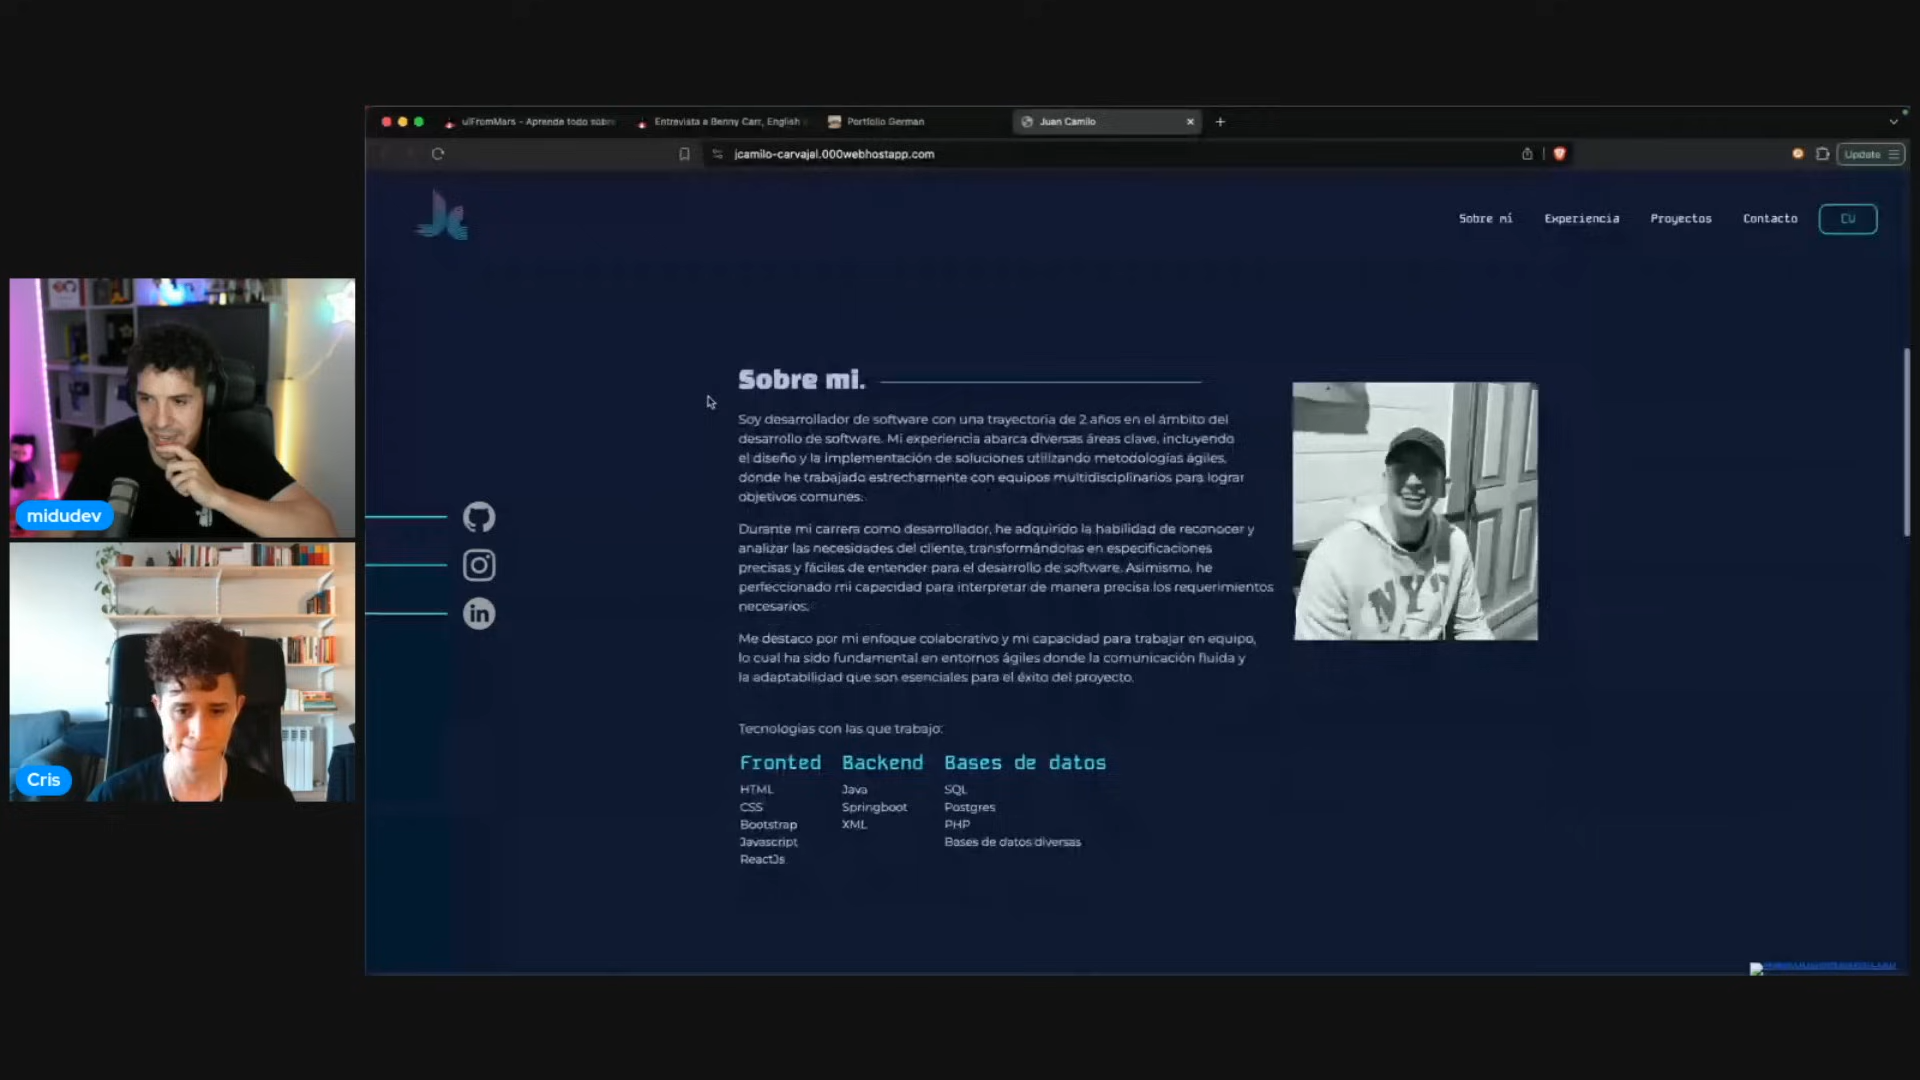 ulFromMars - Aprende todo sobre
Entrevista a Benny Carr, English
Portfolio German
Juan Camilo
jcamilo-carvajal.000webhostapp.com
Update
Sobre mí
Experiencia
Proyectos
Contacto
CV
midudev
Cris
Sobre mi.
Soy desarrollador de software con una trayectoria de 2 años en el ámbito del
desarrollo de software. Mi experiencia abarca diversas áreas clave, incluyendo
el diseño y la implementación de soluciones utilizando metodologías ágiles,
donde he trabajado estrechamente con equipos multidisciplinarios para lograr
objetivos comunes.
Durante mi carrera como desarrollador, he adquirido la habilidad de reconocer y
analizar las necesidades del cliente, transformándolas en especificaciones
precisas y fáciles de entender para el desarrollo de software. Asimismo, he
perfeccionado mi capacidad para interpretar de manera precisa los requerimientos
necesarios.
Me destaco por mi enfoque colaborativo y mi capacidad para trabajar en equipo,
lo cual ha sido fundamental en entornos ágiles donde la comunicación fluida y
la adaptabilidad que son esenciales para el éxito del proyecto.
in
NY
Tecnologías con las que trabajo:
Fronted
HTML
CSS
Bootstrap
Javascript
ReactJs
Backend
Java
Springboot
XML
Bases de datos
SQL
Postgres
PHP
Bases de datos diversas